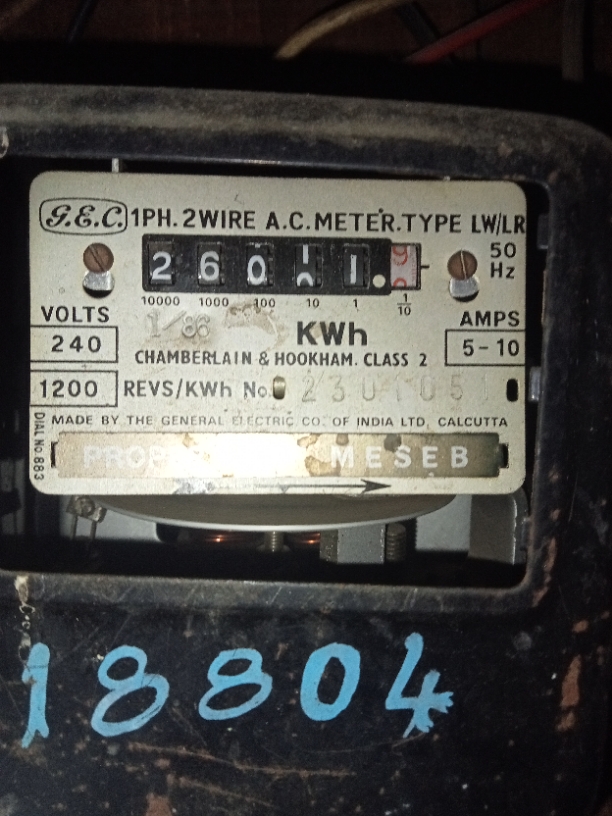 G.E.C. 1PH. 2WIRE A.C. METER. TYPE LW/LR
50
Hz
2 6 0 1
10000 1000 100 10 1 1/10
1/86
VOLTS
240
KWh
AMPS
5-10
CHAMBERLAIN & HOOKHAM. CLASS 2
1200 REVS/KWh No.
MADE BY THE GENERAL ELECTRIC CO. OF INDIA LTD. CALCUTTA
DIAL No. 883
MESEB
18804